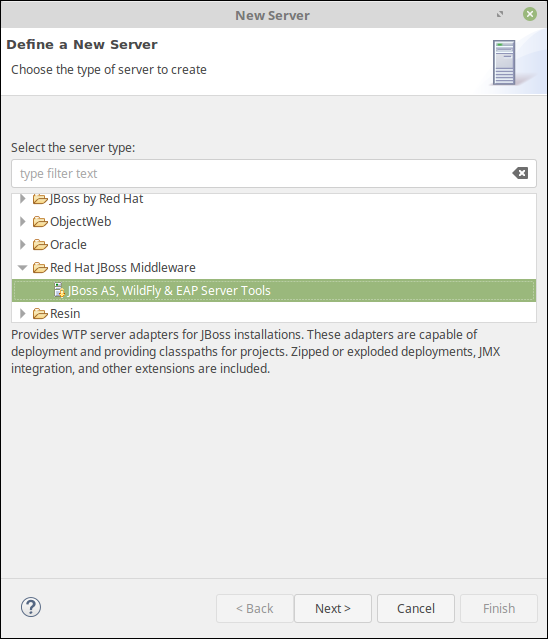 New Server
Define a New Server
Choose the type of server to create
Select the server type:
type filter text
JBoss by Red Hat
ObjectWeb
Oracle
Red Hat JBoss Middleware
JBoss AS, WildFly & EAP Server Tools
Resin
Provides WTP server adapters for JBoss installations. These adapters are capable of
deployment and providing classpaths for projects. Zipped or exploded deployments, JMX
integration, and other extensions are included.
? < Back Next > Cancel Finish